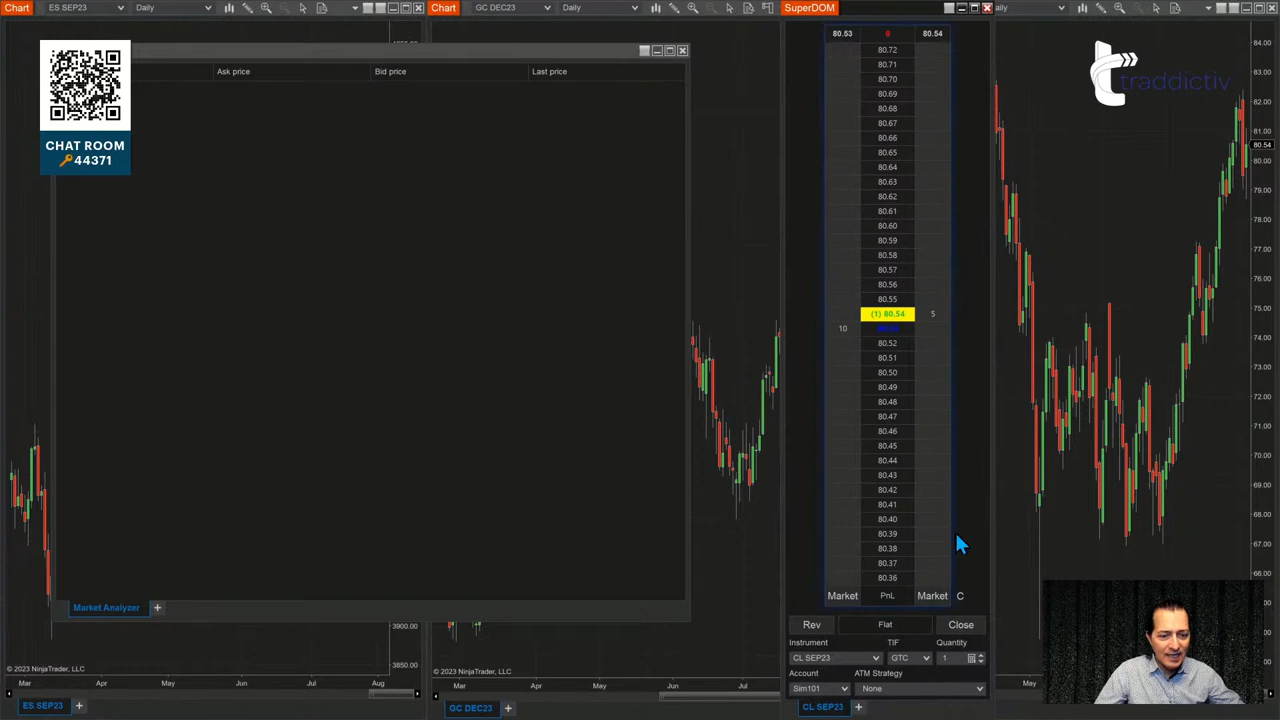 Chart
ES SEP23
Daily
Chart
GC DEC23
Daily
SuperDOM
CHAT ROOM
44371
Ask price
Bid price
Last price
Market Analyzer
+
3900.00
3850.00
© 2023 NinjaTrader, LLC
Mar
Apr
May
Jun
Jul
Aug
ES SEP23
+
© 2023 NinjaTrader, LLC
Mar
Apr
May
Jun
Jul
GC DEC23
+
80.53
0
80.54
80.72
80.71
80.70
80.69
80.68
80.67
80.66
80.65
80.64
80.63
80.62
80.61
80.60
80.59
80.58
80.57
80.56
80.55
(1) 80.54
5
10
80.52
80.51
80.50
80.49
80.48
80.47
80.46
80.45
80.44
80.43
80.42
80.41
80.40
80.39
80.38
80.37
80.36
Market
PnL
Market
C
Rev
Flat
Close
Instrument
TIF
Quantity
CL SEP23
GTC
1
Account
ATM Strategy
Sim101
None
CL SEP23
+
traddictiv
84.00
83.00
82.00
81.00
80.54
80.00
79.00
78.00
77.00
76.00
75.00
74.00
73.00
72.00
71.00
70.00
69.00
68.00
67.00
66.00
May